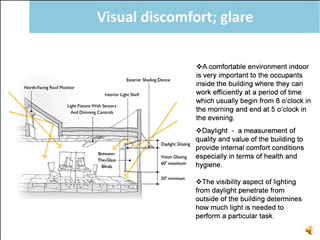 Visual discomfort; glare
❖A comfortable environment indoor
is very important to the occupants
inside the building where they can
work efficiently at a period of time
which usually begin from 8 o'clock in
the morning and end at 5 o'clock in
the evening.
❖Daylight - a measurement of
quality and value of the building to
provide internal comfort conditions
especially in terms of health and
hygiene.
❖The visibility aspect of lighting
from daylight penetrate from
outside of the building determines
how much light is needed to
perform a particular task.
Exterior Shading Device
North-Facing Roof Monitor
Interior Light Shelf
Light Fixture With Sensors
And Dimming Controls
Daylight Glazing
Vision Glazing
60" maximum
Between-
The-Glass
Blinds
30" minimum